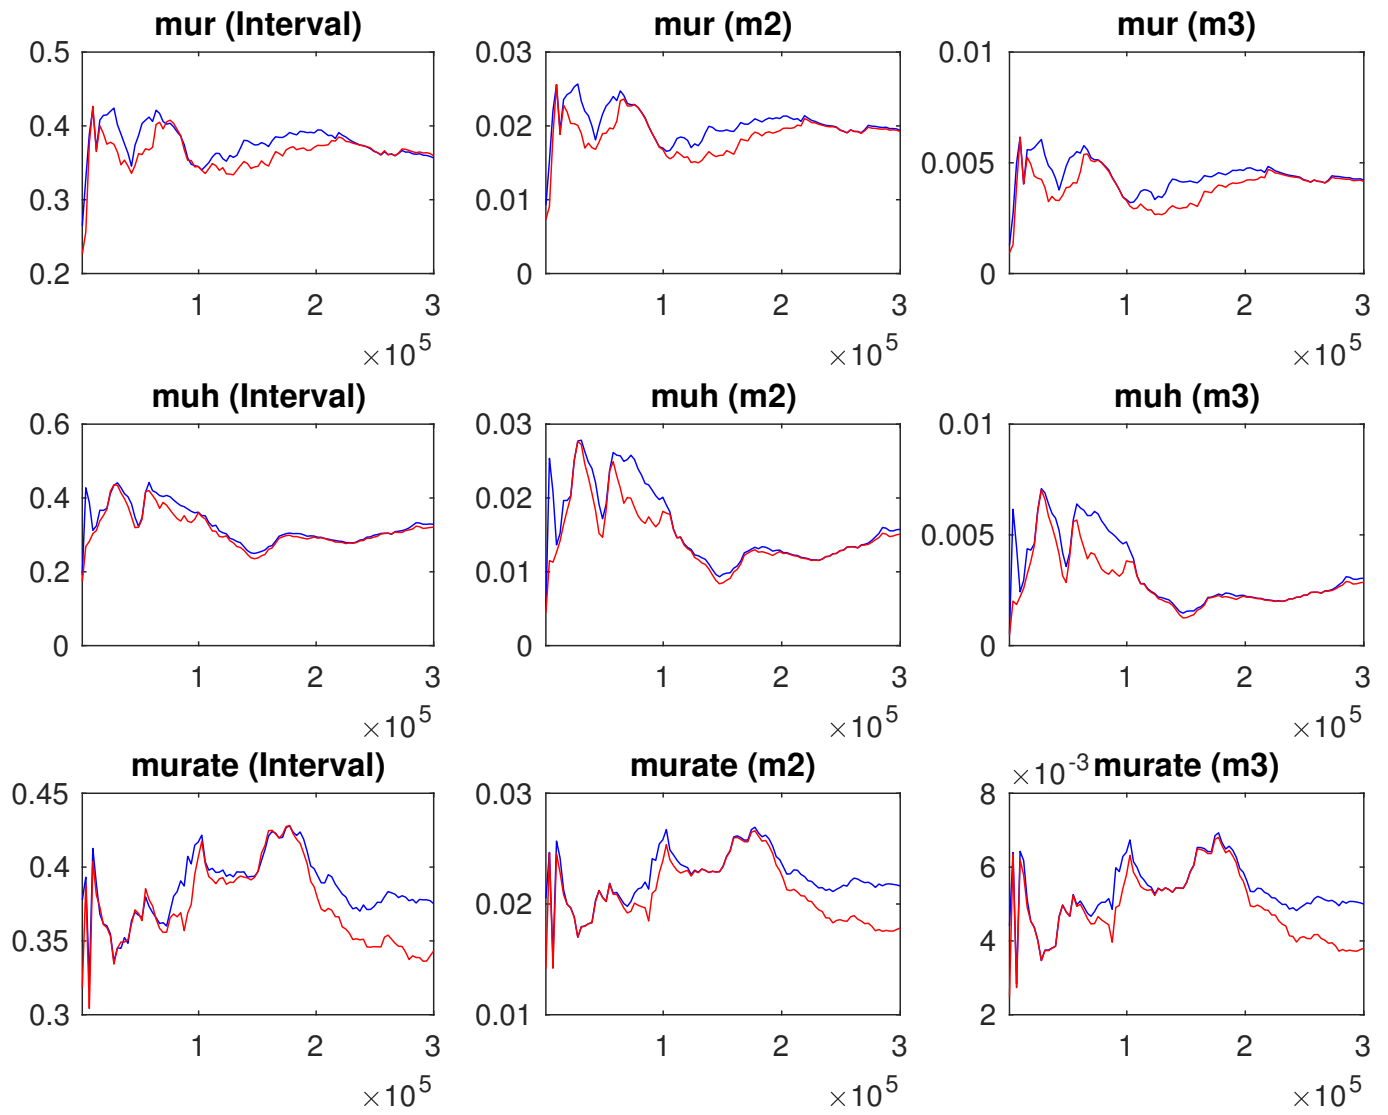 mur (Interval) mur (m2) mur (m3)
0.5 0.03 0.01
0.4 0.02
0.005
0.3 0.01
0.2 0 0
1 2 3 1 2 3 1 2 3
×10^5 ×10^5 ×10^5
muh (Interval) muh (m2) muh (m3)
0.6 0.03 0.01
0.4 0.02
0.005
0.2 0.01
0 0 0
1 2 3 1 2 3 1 2 3
×10^5 ×10^5 ×10^5
murate (Interval) murate (m2) ×10^-3 murate (m3)
0.45 0.03 8
0.4 6
0.02
0.35 4
0.3 0.01 2
1 2 3 1 2 3 1 2 3
×10^5 ×10^5 ×10^5